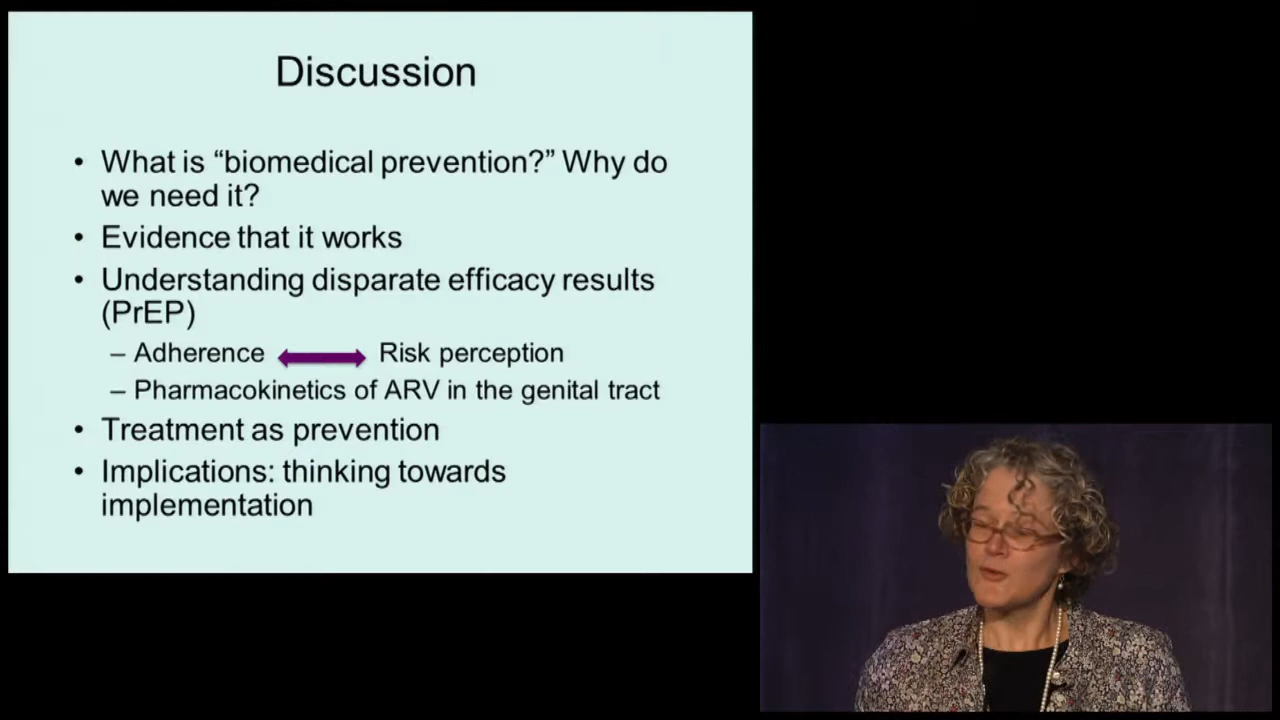 Discussion
• What is “biomedical prevention?” Why do
we need it?
• Evidence that it works
• Understanding disparate efficacy results
(PrEP)
– Adherence Risk perception
– Pharmacokinetics of ARV in the genital tract
• Treatment as prevention
• Implications: thinking towards
implementation